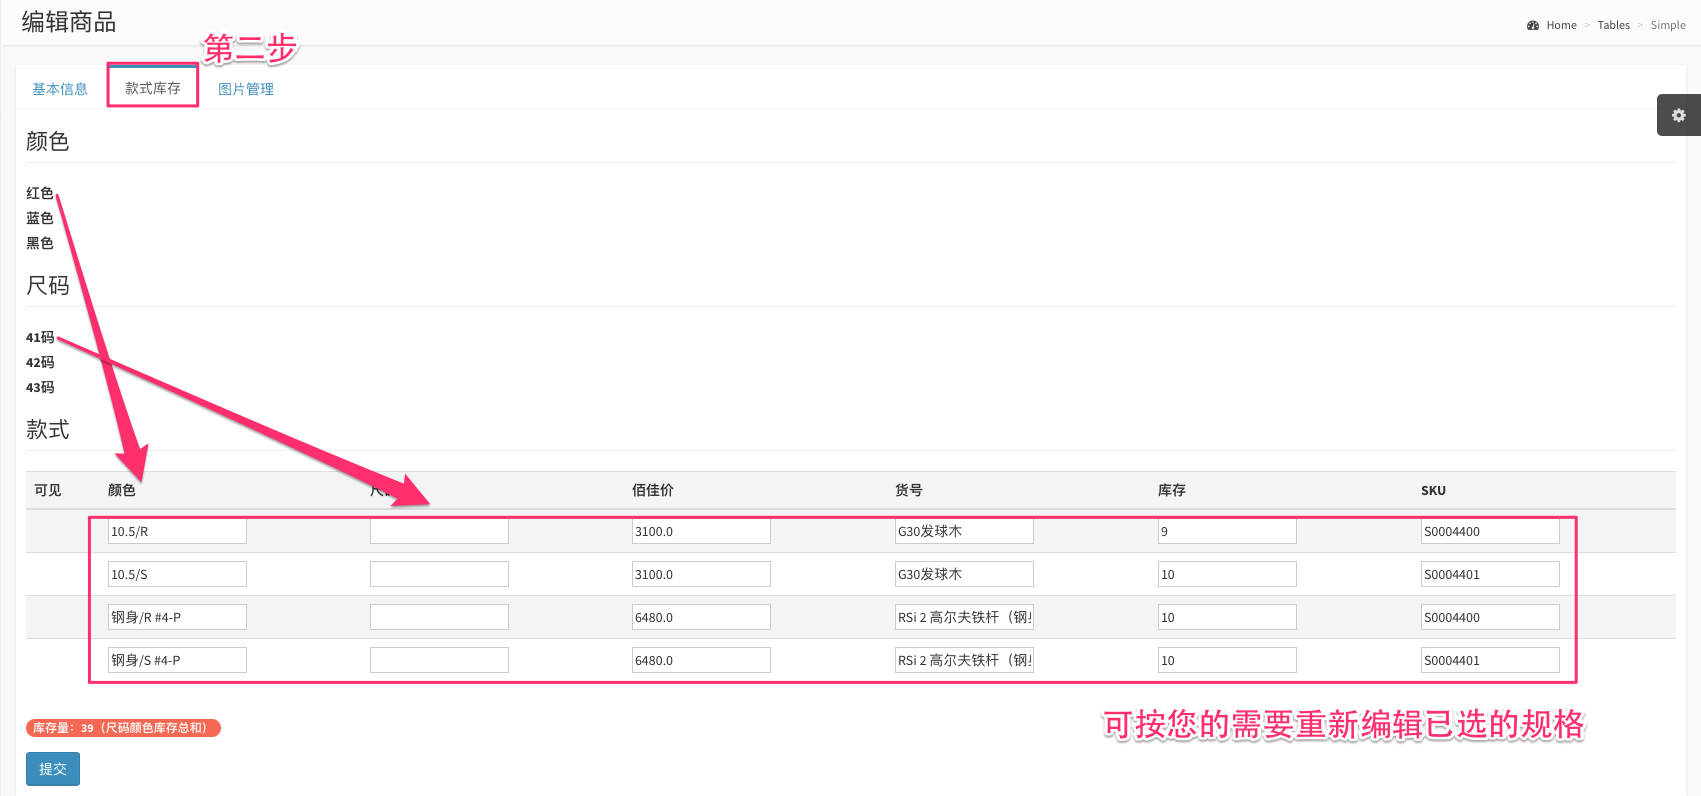 编辑商品
Home > Tables > Simple
第二步
基本信息 款式库存 图片管理
颜色
红色
蓝色
黑色
尺码
41码
42码
43码
款式
可见 颜色 佰佳价 货号 库存 SKU
10.5/R 3100.0 G30发球木 9 S0004400
10.5/S 3100.0 G30发球木 10 S0004401
钢身/R #4-P 6480.0 RSi 2 高尔夫铁杆（钢 10 S0004400
钢身/S #4-P 6480.0 RSi 2 高尔夫铁杆（钢 10 S0004401
库存量：39（尺码颜色库存总和）
可按您的需要重新编辑已选的规格
提交